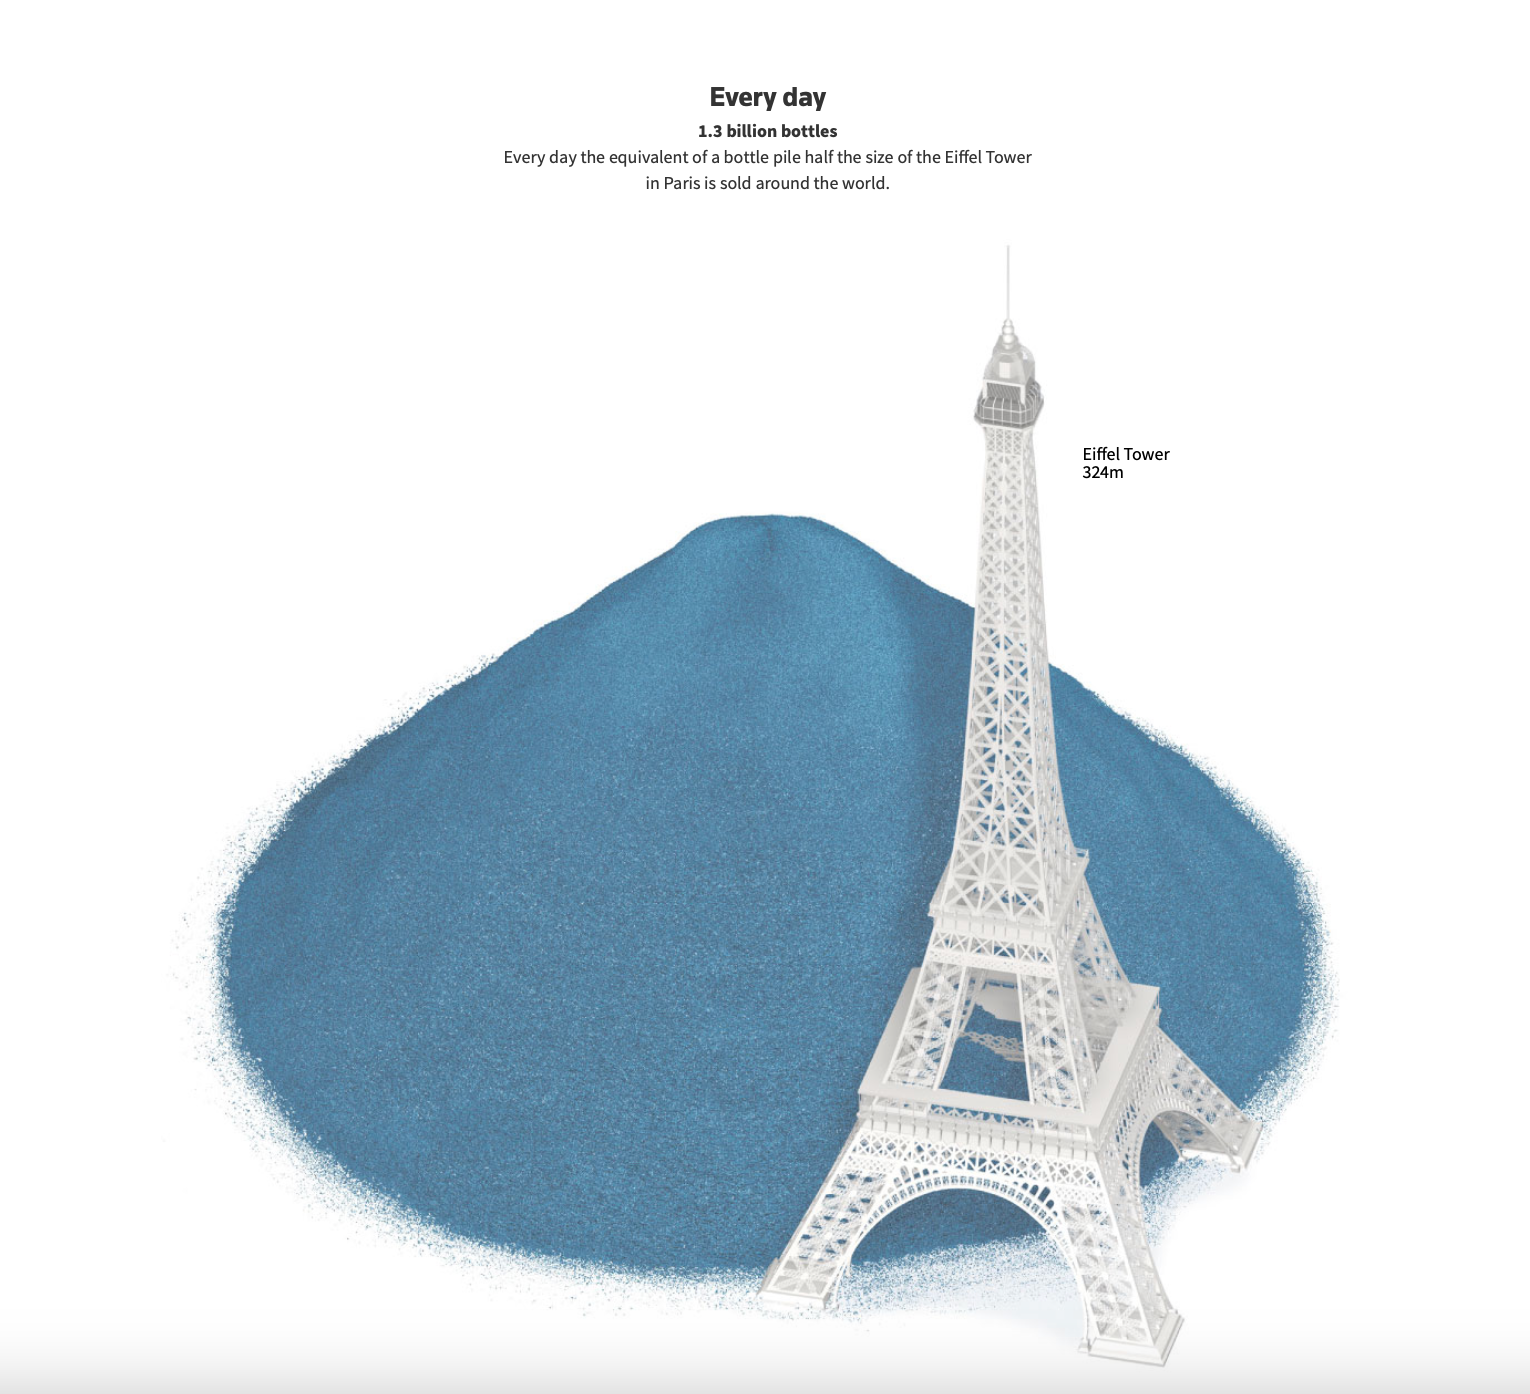 Every day
1.3 billion bottles
Every day the equivalent of a bottle pile half the size of the Eiffel Tower
in Paris is sold around the world.
Eiffel Tower
324m